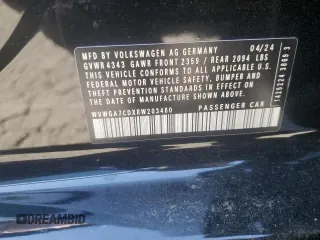 MFD. BY VOLKSWAGEN AG GERMANY 04/24
GVWR 4343 GAWR FRONT 2359 / REAR 2094 LBS
THIS VEHICLE CONFORMS TO ALL APPLICABLE
FEDERAL MOTOR VEHICLE SAFETY, BUMPER AND
THEFT PREVENTION STANDARDS IN EFFECT ON
THE DATE OF MANUFACTURE SHOWN ABOVE.
WVWGA7CDXRW203480 PASSENGER CAR
DREAMBID